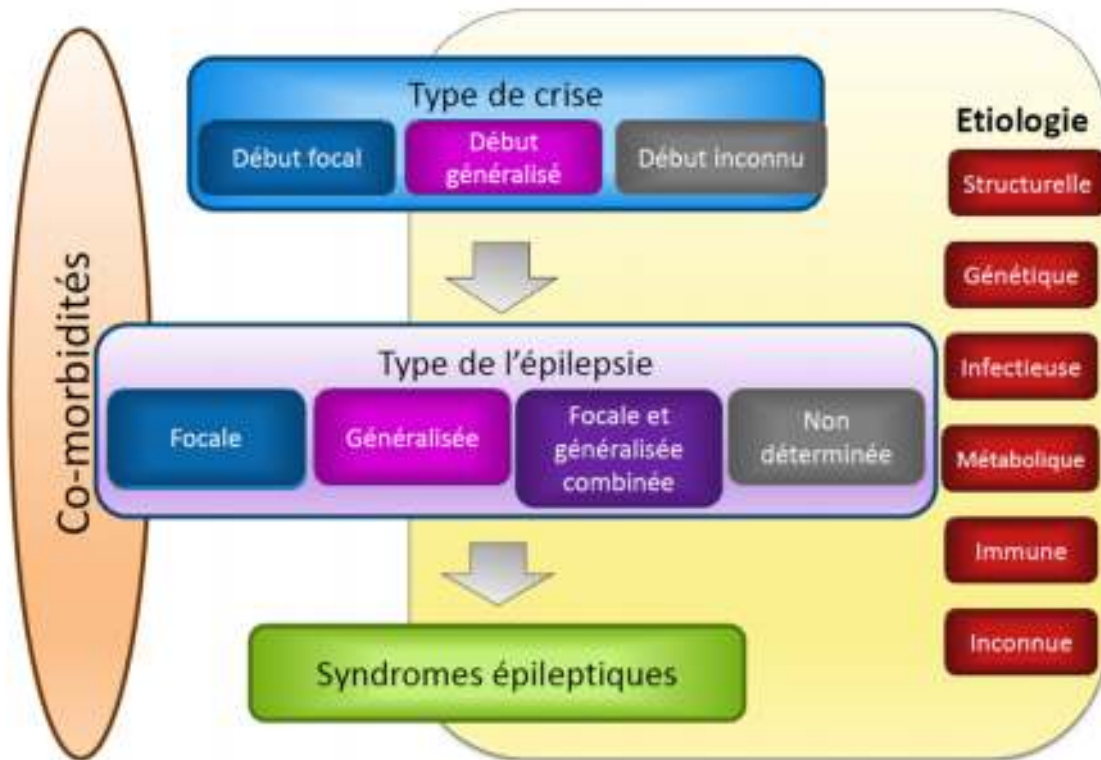 Type de crise
Début focal
Début
généralisé
Début inconnu
Etiologie
Structurelle
Génétique
Infectieuse
Métabolique
Immune
Inconnue
Co-morbidités
Type de l'épilepsie
Focale
Généralisée
Focale et
généralisée
combinée
Non
déterminée
Syndromes épileptiques